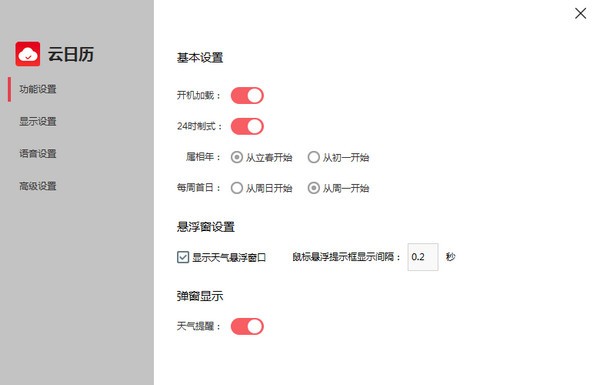 云日历
功能设置
显示设置
语音设置
高级设置
基本设置
开机加载：
24时制式：
属相年： 从立春开始 从初一开始
每周首日： 从周日开始 从周一开始
悬浮窗设置
显示天气悬浮窗口 鼠标悬浮提示框显示间隔： 0.2 秒
弹窗显示
天气提醒：